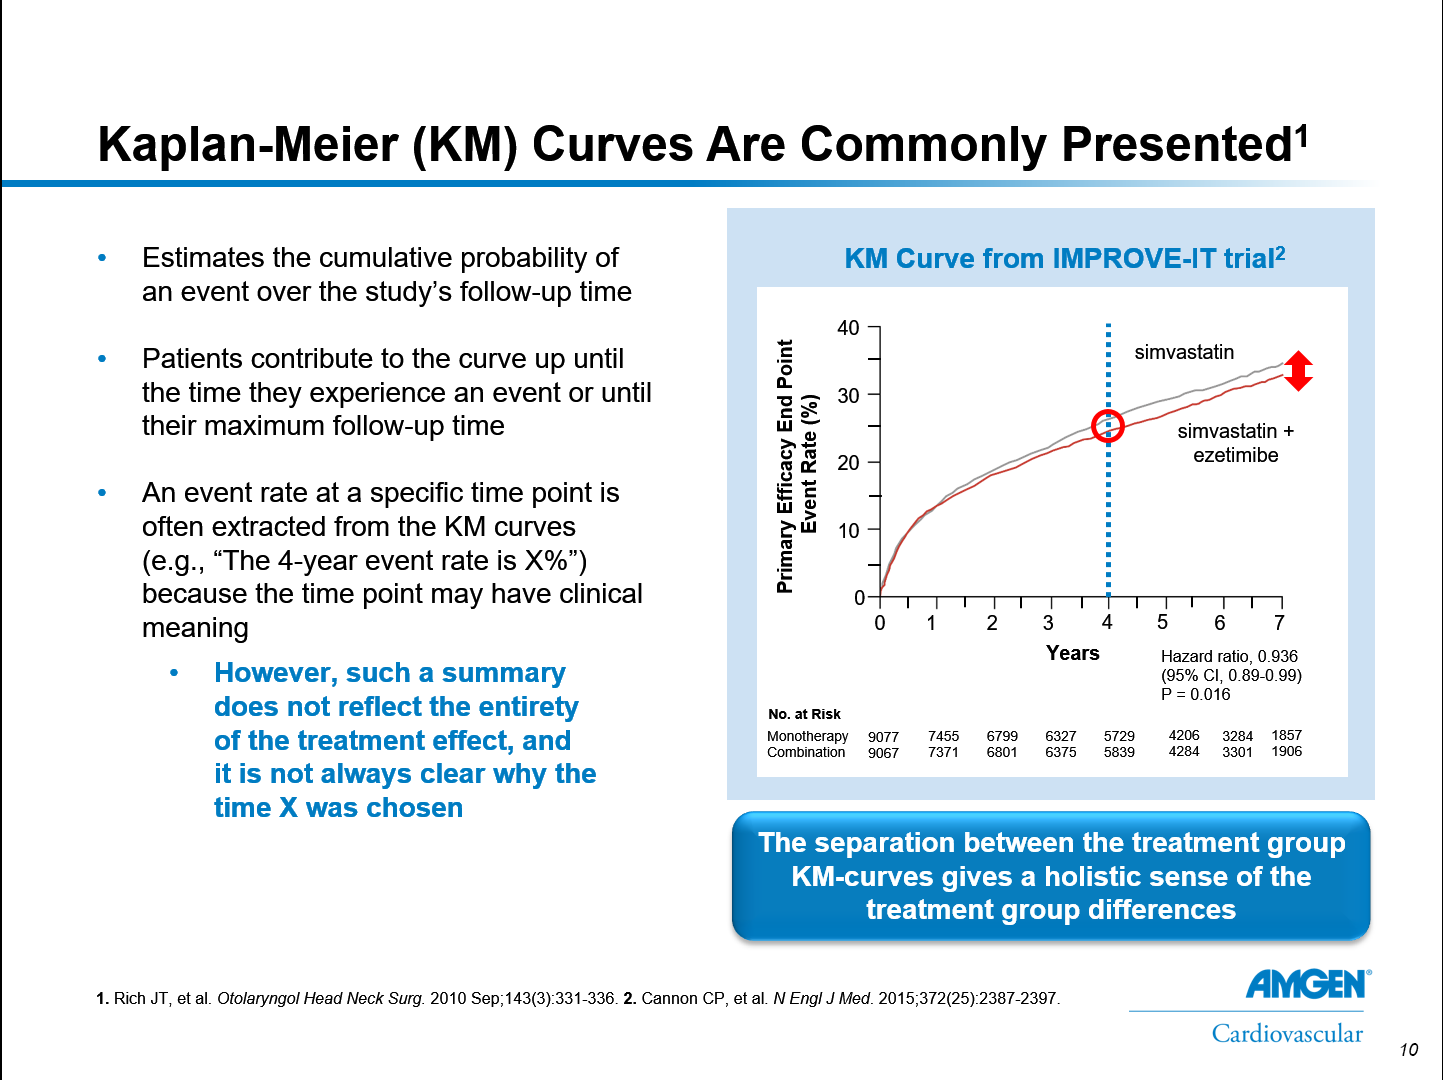 Kaplan-Meier (KM) Curves Are Commonly Presented1
• Estimates the cumulative probability of
an event over the study’s follow-up time
• Patients contribute to the curve up until
the time they experience an event or until
their maximum follow-up time
• An event rate at a specific time point is
often extracted from the KM curves
(e.g., “The 4-year event rate is X%”)
because the time point may have clinical
meaning
• However, such a summary
does not reflect the entirety
of the treatment effect, and
it is not always clear why the
time X was chosen
KM Curve from IMPROVE-IT trial2
Primary Efficacy End Point
Event Rate (%)
40
30
20
10
0
simvastatin
simvastatin +
ezetimibe
0 1 2 3 4 5 6 7
Years
Hazard ratio, 0.936
(95% CI, 0.89-0.99)
P = 0.016
No. at Risk
Monotherapy 9077 7455 6799 6327 5729 4206 3284 1857
Combination 9067 7371 6801 6375 5839 4284 3301 1906
The separation between the treatment group
KM-curves gives a holistic sense of the
treatment group differences
1. Rich JT, et al. Otolaryngol Head Neck Surg. 2010 Sep;143(3):331-336. 2. Cannon CP, et al. N Engl J Med. 2015;372(25):2387-2397.
AMGEN®
Cardiovascular
10